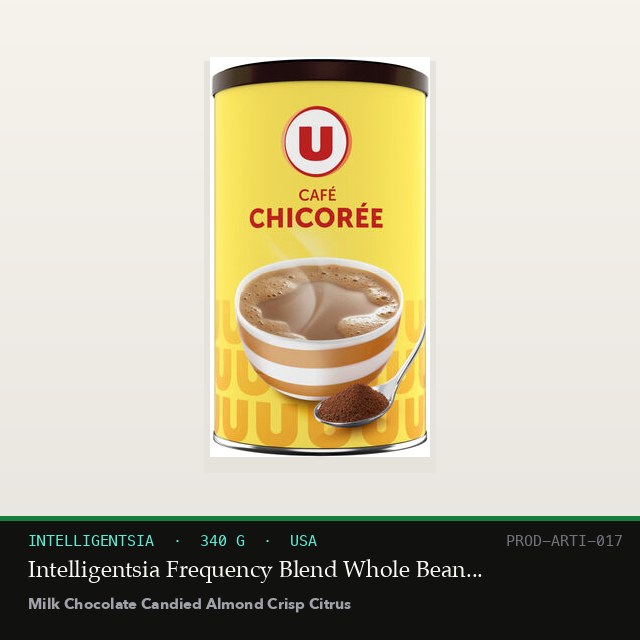 U
CAFÉ
CHICORÉE
INTELLIGENTSIA · 340 G · USA
PROD–ARTI–017
Intelligentsia Frequency Blend Whole Bean...
Milk Chocolate Candied Almond Crisp Citrus